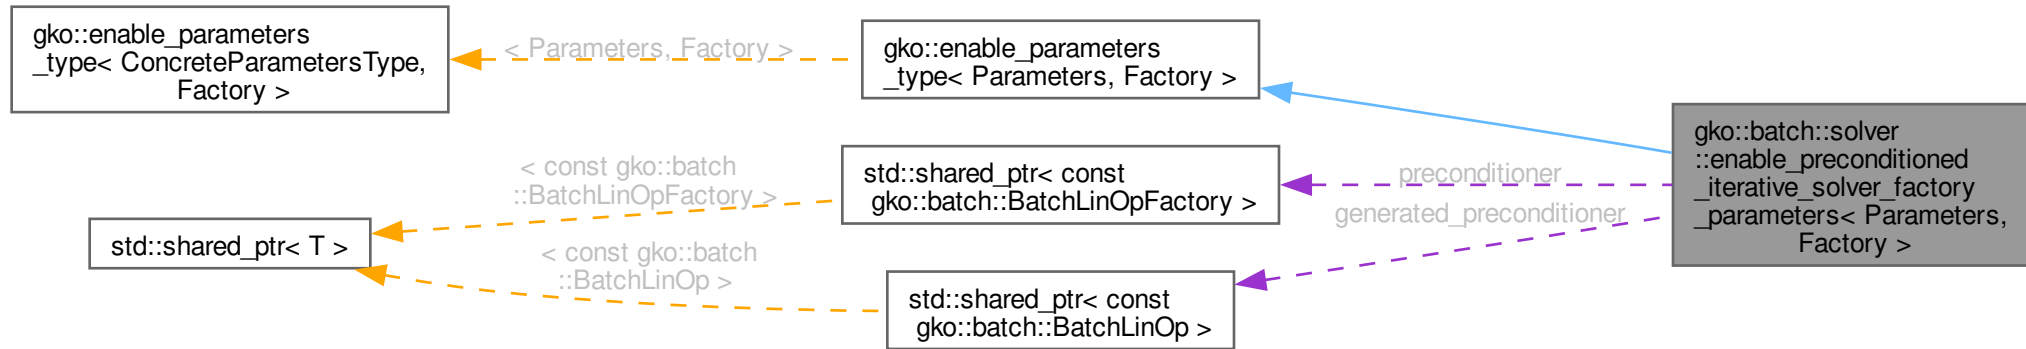 gko::enable_parameters
_type< ConcreteParametersType,
Factory >
< Parameters, Factory >
gko::enable_parameters
_type< Parameters, Factory >
gko::batch::solver
::enable_preconditioned
_iterative_solver_factory
_parameters< Parameters,
Factory >
preconditioner
generated_preconditioner
std::shared_ptr< const
gko::batch::BatchLinOpFactory >
< const gko::batch
::BatchLinOpFactory >
std::shared_ptr< T >
< const gko::batch
::BatchLinOp >
std::shared_ptr< const
gko::batch::BatchLinOp >